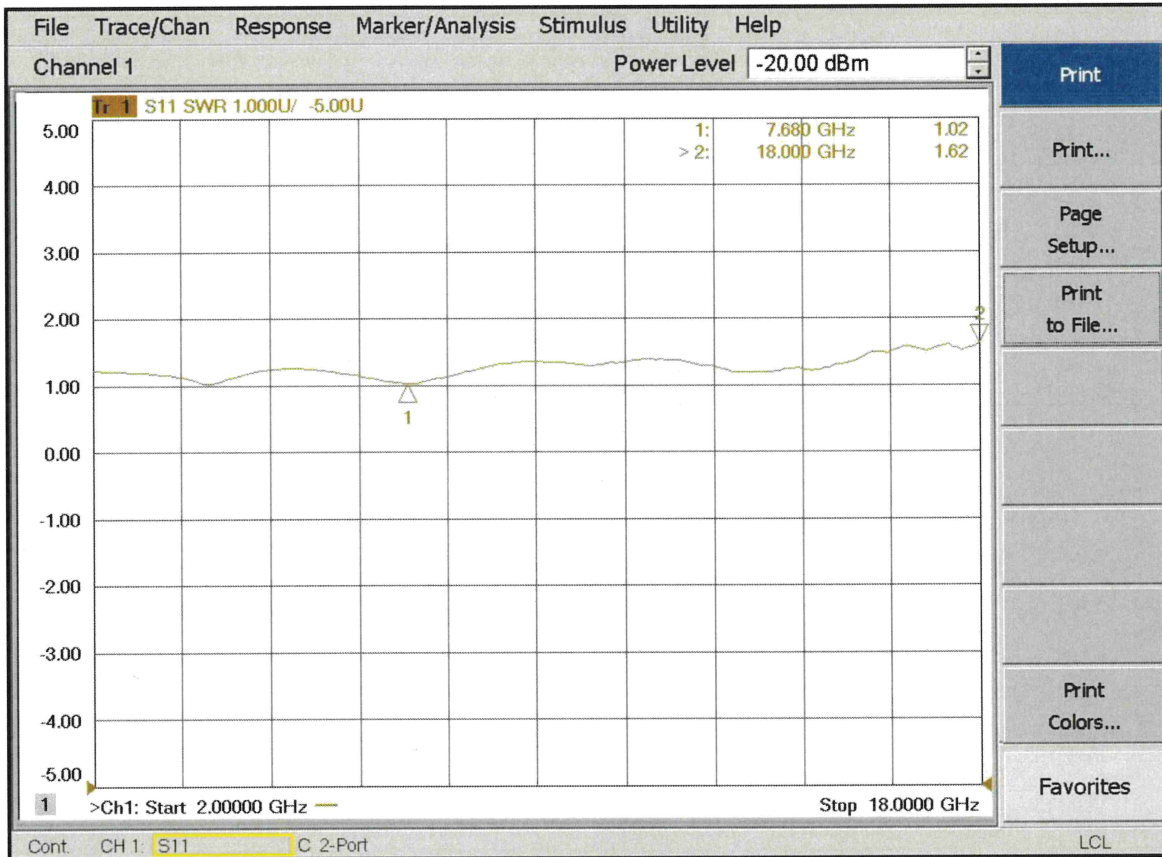 File Trace/Chan Response Marker/Analysis Stimulus Utility Help
Channel 1
Power Level -20.00 dBm
Tr 1 S11 SWR 1.000U/ -5.00U
1: 7.680 GHz 1.02
> 2: 18.000 GHz 1.62
5.00
4.00
3.00
2.00
1.00
0.00
-1.00
-2.00
-3.00
-4.00
-5.00
1
2
1 >Ch1: Start 2.00000 GHz
Stop 18.0000 GHz
Cont. CH 1: S11 C 2-Port LCL
Print
Print...
Page
Setup...
Print
to File...
Print
Colors...
Favorites